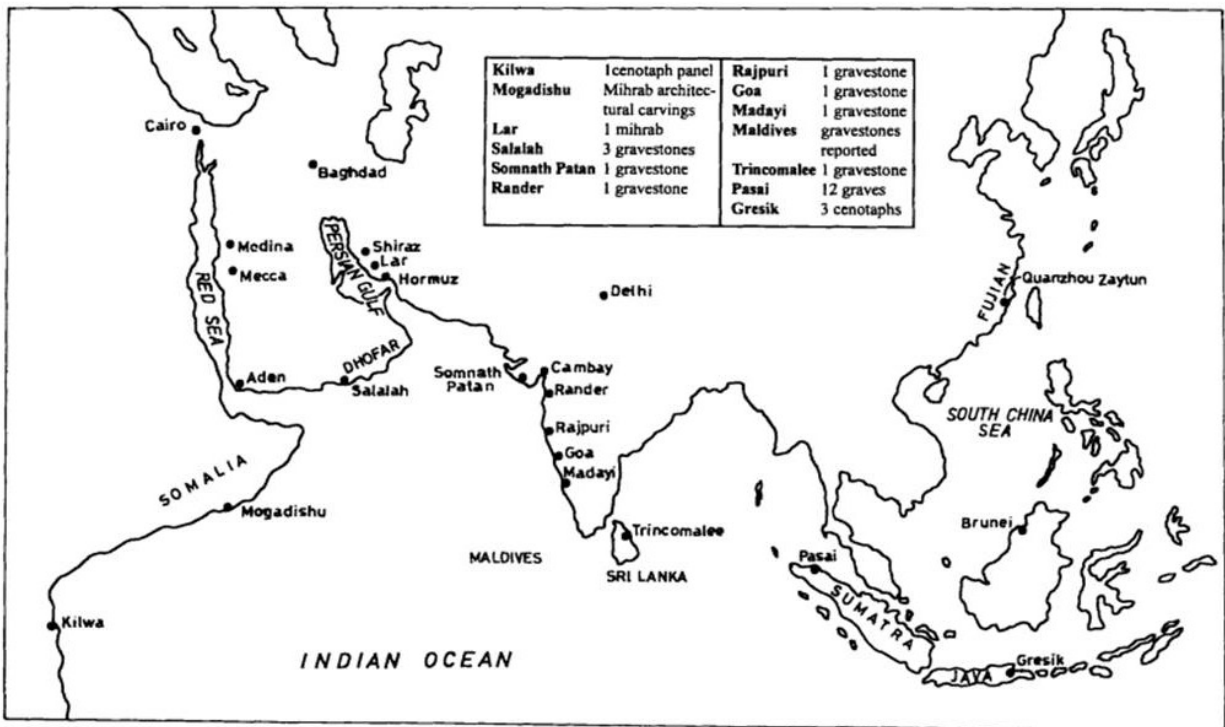 Kilwa 1cenotaph panel
Mogadishu Mihrab architec-
tural carvings
Lar 1 mihrab
Salalah 3 gravestones
Somnath Patan 1 gravestone
Rander 1 gravestone
Rajpuri 1 gravestone
Goa 1 gravestone
Madayi 1 gravestone
Maldives gravestones
reported
Trincomalee 1 gravestone
Pasai 12 graves
Gresik 3 cenotaphs
Cairo
Baghdad
Medina
Mecca
RED SEA
PERSIAN GULF
Shiraz
Lar
Hormuz
Delhi
FUJIAN
Quanzhou Zaytun
DHOFAR
Aden
Salalah
Somnath
Patan
Cambay
Rander
Rajpuri
Goa
Madayi
SOUTH CHINA
SEA
SOMALIA
Mogadishu
MALDIVES
Trincomalee
SRI LANKA
Brunei
Pasai
SUMATRA
Kilwa
INDIAN OCEAN
JAVA
Gresik